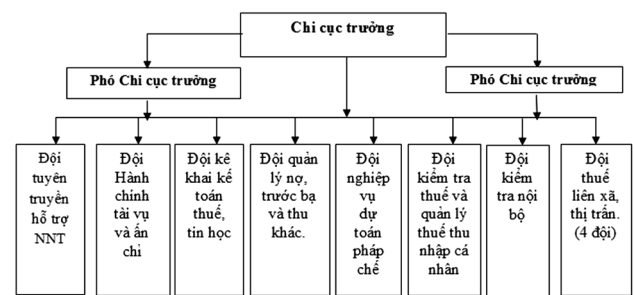 Chi cục trưởng
Phó Chi cục trưởng
Phó Chi cục trưởng
Đội
tuyên
truyền
hỗ trợ
NNT
Đội
Hành
chính
tài vụ
và ấn
chỉ
Đội kê
khai kế
toán
thuế,
tin học
Đội quản
lý nợ,
trước bạ
và thu
khác.
Đội
nghiệp
vụ
dự
toán
pháp
chế
Đội
kiểm tra
thuế và
quản lý
thuế thu
nhập cá
nhân
Đội
kiểm
tra nội
bộ
Đội
thuế
liên xã,
thị trấn.
(4 đội)